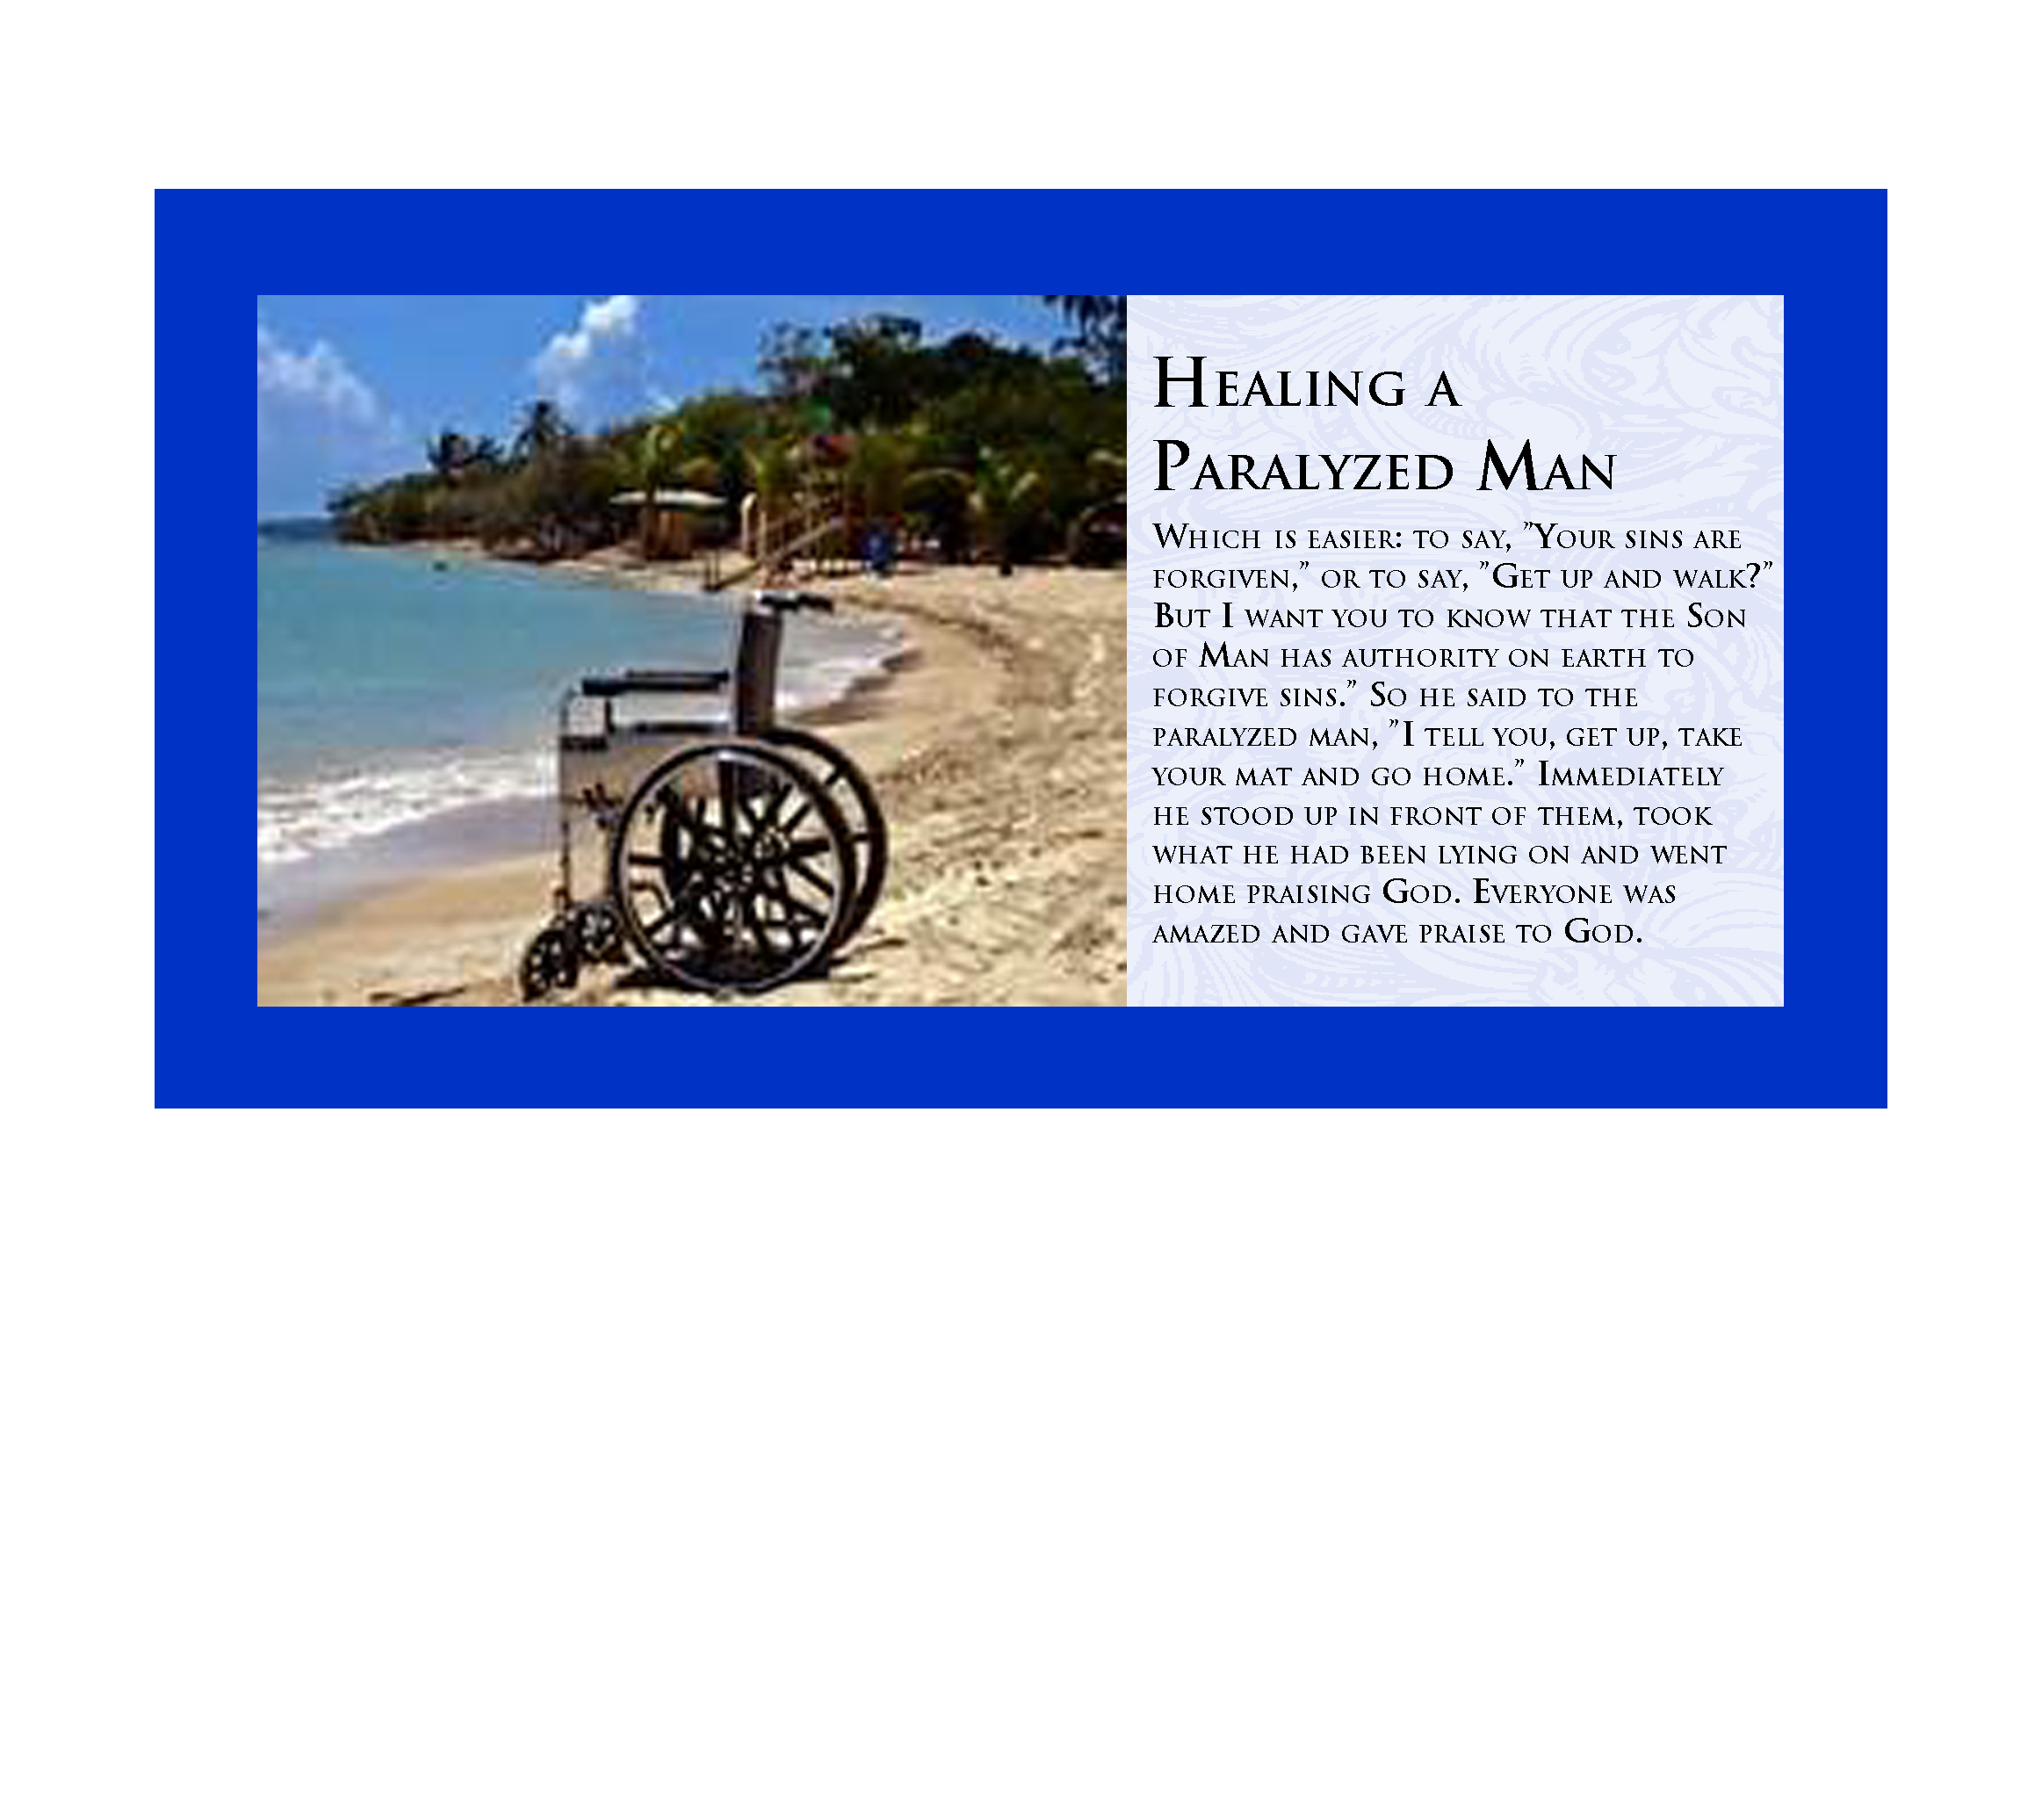 Healing a
Paralyzed Man
Which is easier: to say, ”Your sins are
forgiven,” or to say, ”Get up and walk?”
But I want you to know that the Son
of Man has authority on earth to
forgive sins.” So he said to the
paralyzed man, ”I tell you, get up, take
your mat and go home.” Immediately
he stood up in front of them, took
what he had been lying on and went
home praising God. Everyone was
amazed and gave praise to God.